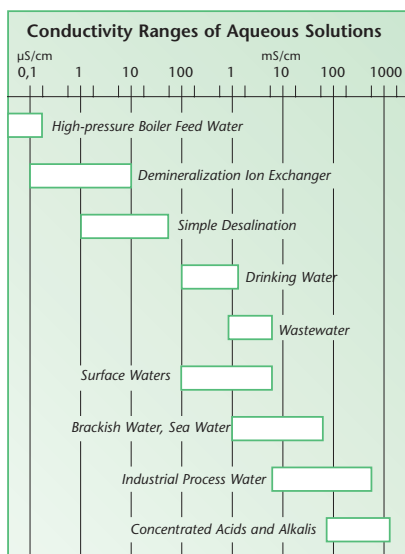 Conductivity Ranges of Aqueous Solutions
µS/cm mS/cm
0,1 1 10 100 1 10 100 1000
High-pressure Boiler Feed Water
Demineralization Ion Exchanger
Simple Desalination
Drinking Water
Wastewater
Surface Waters
Brackish Water, Sea Water
Industrial Process Water
Concentrated Acids and Alkalis